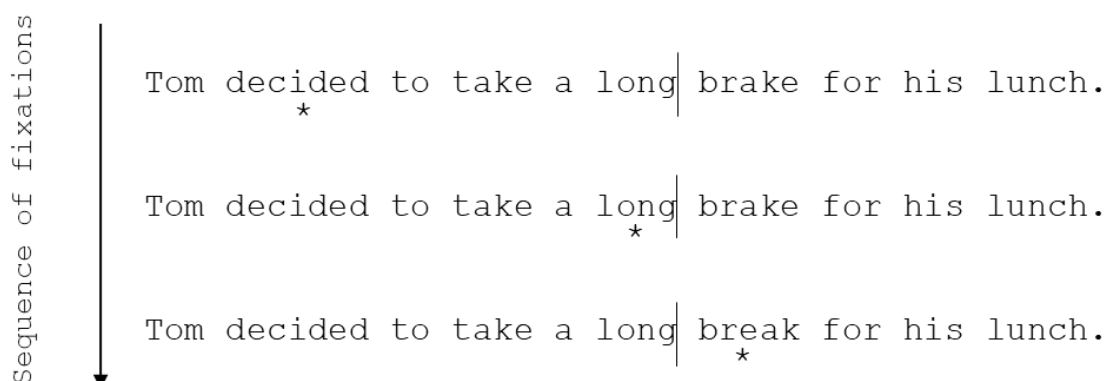 Sequence of fixations
Tom decided to take a long brake for his lunch.
*
Tom decided to take a long brake for his lunch.
*
Tom decided to take a long break for his lunch.
*